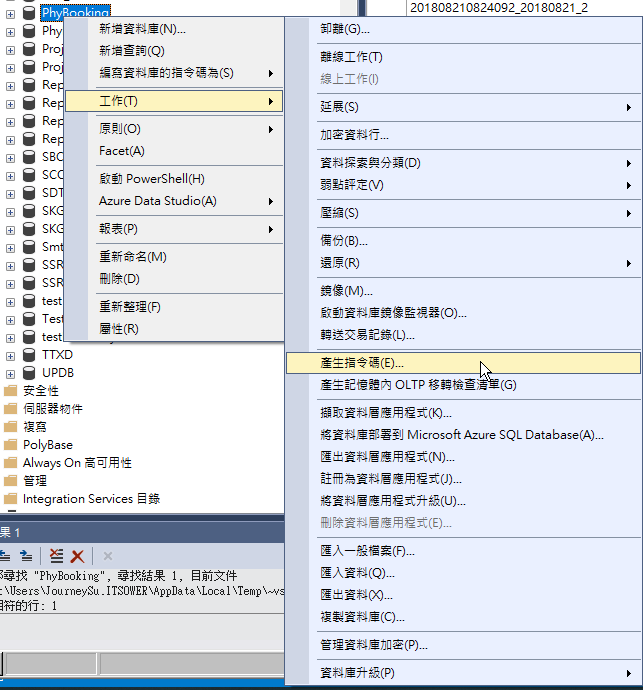 PhyBooking
Phy
Proj
Proj
Rep
Rep
Rep
Rep
SBC
SCC
SDT
SKG
SKG
Smt
SSR
SSR
test
Test
test
TTXD
UPDB
安全性
伺服器物件
複寫
PolyBase
Always On 高可用性
管理
Integration Services 目錄
新增資料庫(N)...
新增查詢(Q)
編寫資料庫的指令碼為(S)
工作(T)
原則(O)
Facet(A)
啟動 PowerShell(H)
Azure Data Studio(A)
報表(P)
重新命名(M)
刪除(D)
重新整理(F)
屬性(R)
201808210824092_20180821_2
卸離(G)...
離線工作(T)
線上工作(I)
延展(S)
加密資料行...
資料探索與分類(D)
弱點評定(V)
壓縮(S)
備份(B)...
還原(R)
鏡像(M)...
啟動資料庫鏡像監視器(O)...
轉送交易記錄(L)...
產生指令碼(E)...
產生記憶體內 OLTP 移轉檢查清單(G)
擷取資料層應用程式(K)...
將資料庫部署到 Microsoft Azure SQL Database(A)...
匯出資料層應用程式(N)...
註冊為資料層應用程式(J)...
將資料層應用程式升級(U)...
刪除資料層應用程式(E)...
匯入一般檔案(F)...
匯入資料(Q)...
匯出資料(X)...
複製資料庫(C)...
管理資料庫加密(P)...
資料庫升級(P)
果 1
尋找 "PhyBooking", 尋找結果 1, 目前文件
:\Users\JourneySu.ITSOWER\AppData\Local\Temp\~vs
相符的行: 1